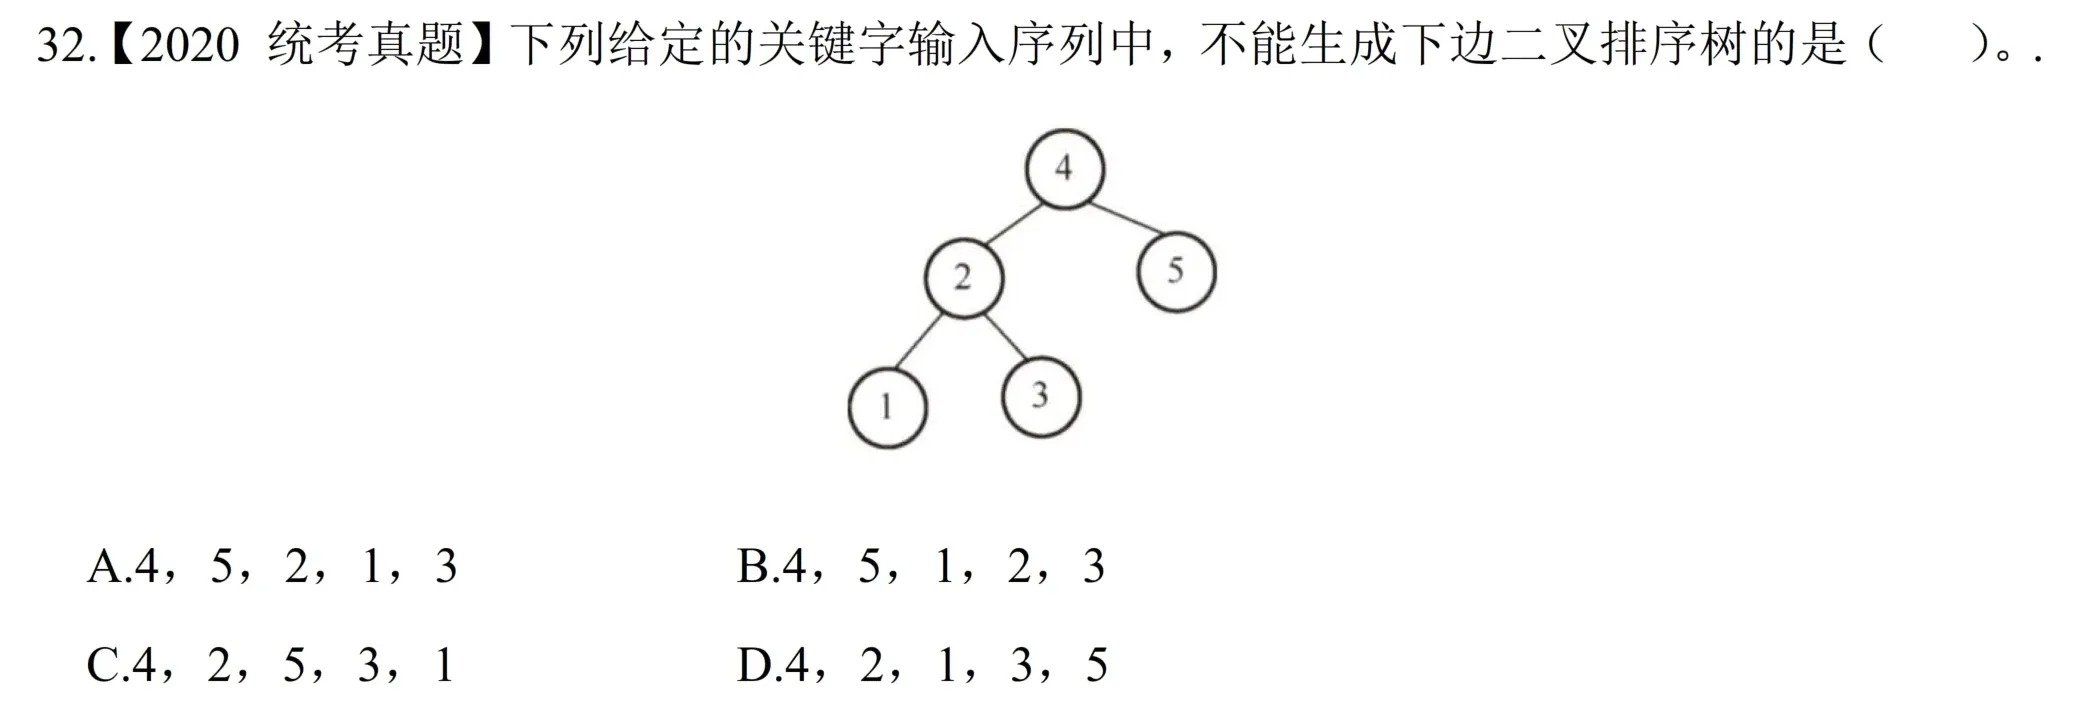 32.【2020 统考真题】下列给定的关键字输入序列中，不能生成下边二叉排序树的是（　　）。.
4
2
5
1
3
A.4，5，2，1，3
B.4，5，1，2，3
C.4，2，5，3，1
D.4，2，1，3，5